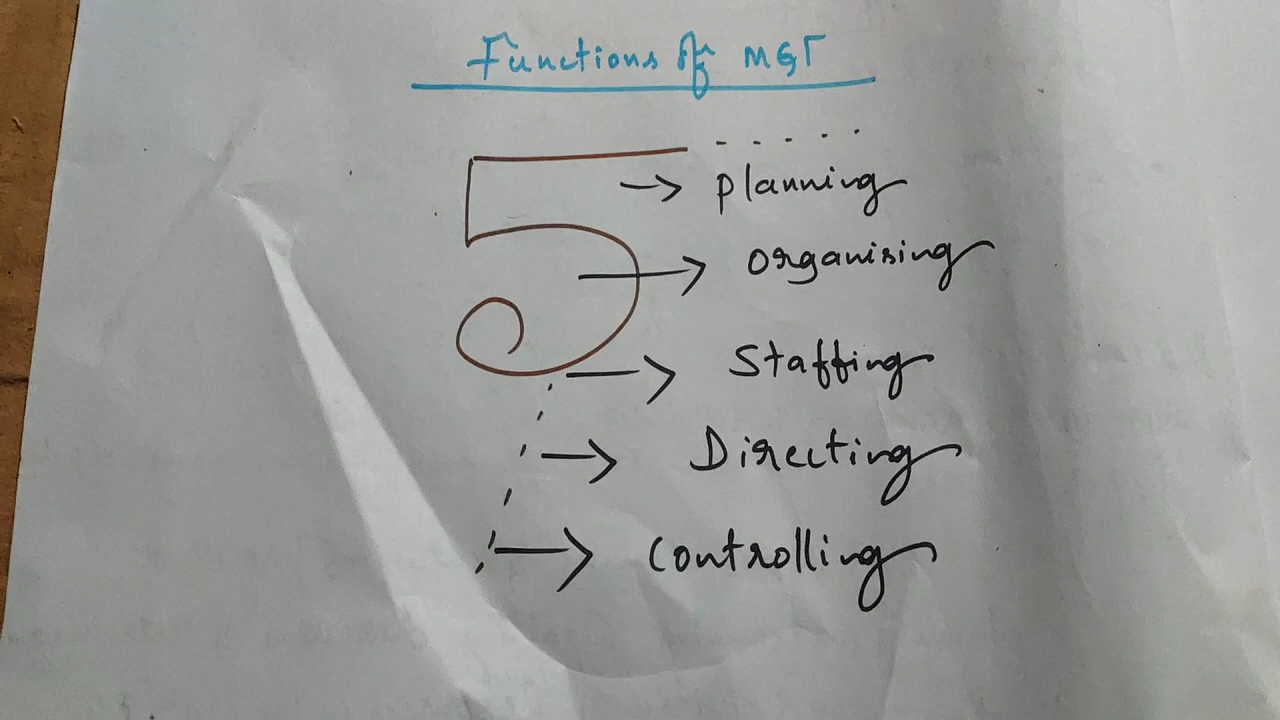 Functions of MGT
5
→ planning
→ organising
→ Staffing
→ Directing
→ Controlling